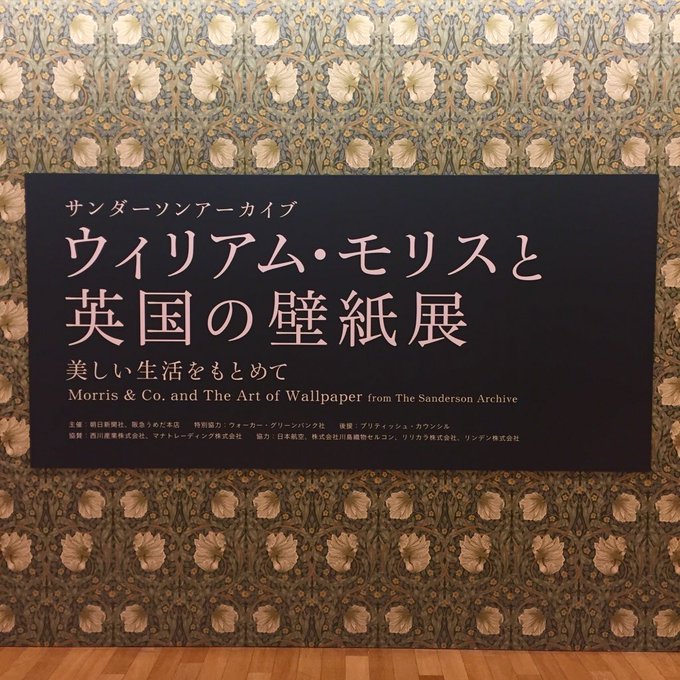 サンダーソンアーカイブ
ウィリアム・モリスと
英国の壁紙展
美しい生活をもとめて
Morris & Co. and The Art of Wallpaper from The Sanderson Archive
主催：朝日新聞社、阪急うめだ本店　特別協力：ウォーカー・グリーンバンク社　後援：ブリティッシュ・カウンシル
協賛：西川産業株式会社、マナトレーディング株式会社　協力：日本航空、株式会社川島織物セルコン、リリカラ株式会社、リンデン株式会社